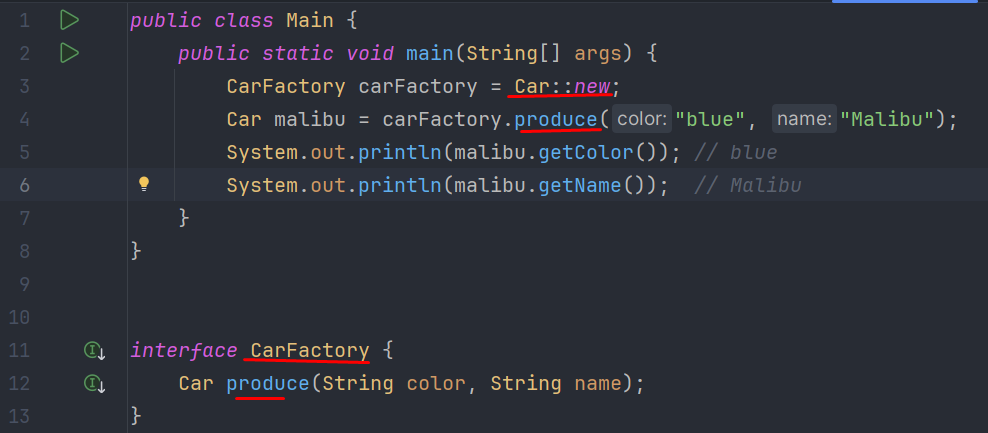 1 public class Main {
2 public static void main(String[] args) {
3 CarFactory carFactory = Car::new;
4 Car malibu = carFactory.produce( color: "blue", name: "Malibu");
5 System.out.println(malibu.getColor()); // blue
6 System.out.println(malibu.getName());  // Malibu
7 }
8 }
9
10
11 interface CarFactory {
12 Car produce(String color, String name);
13 }